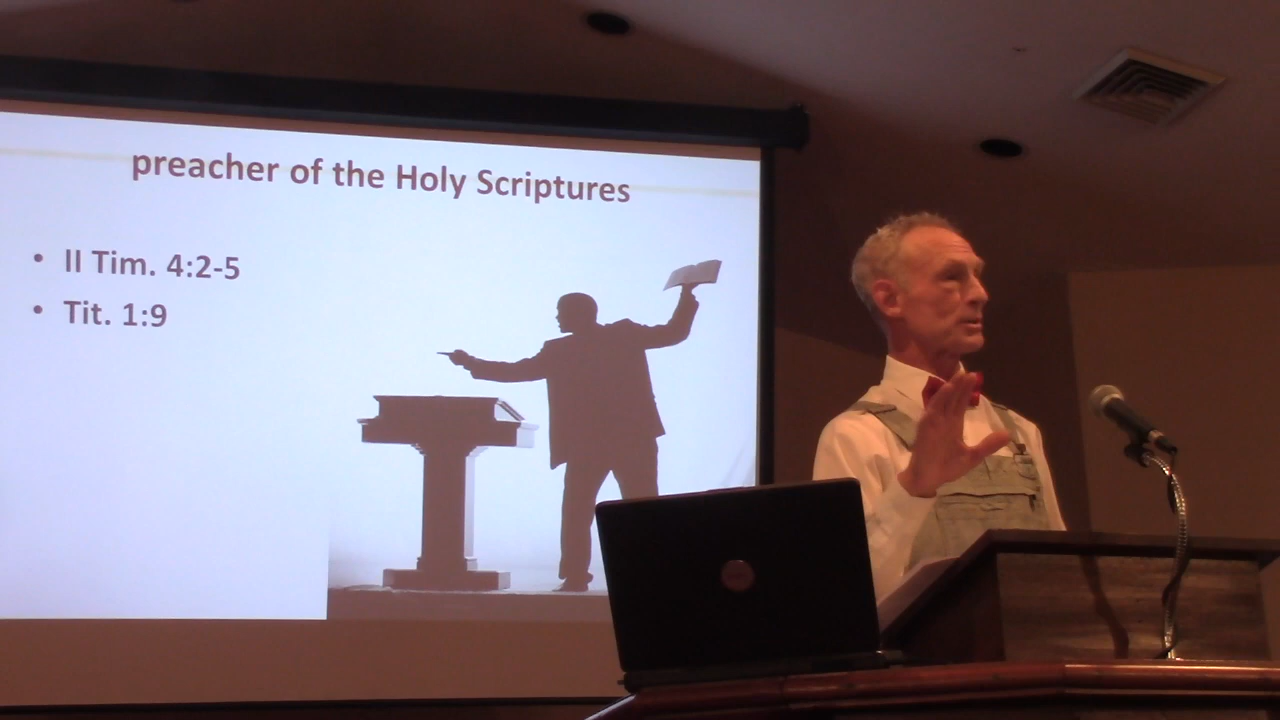 preacher of the Holy Scriptures
• II Tim. 4:2-5
• Tit. 1:9